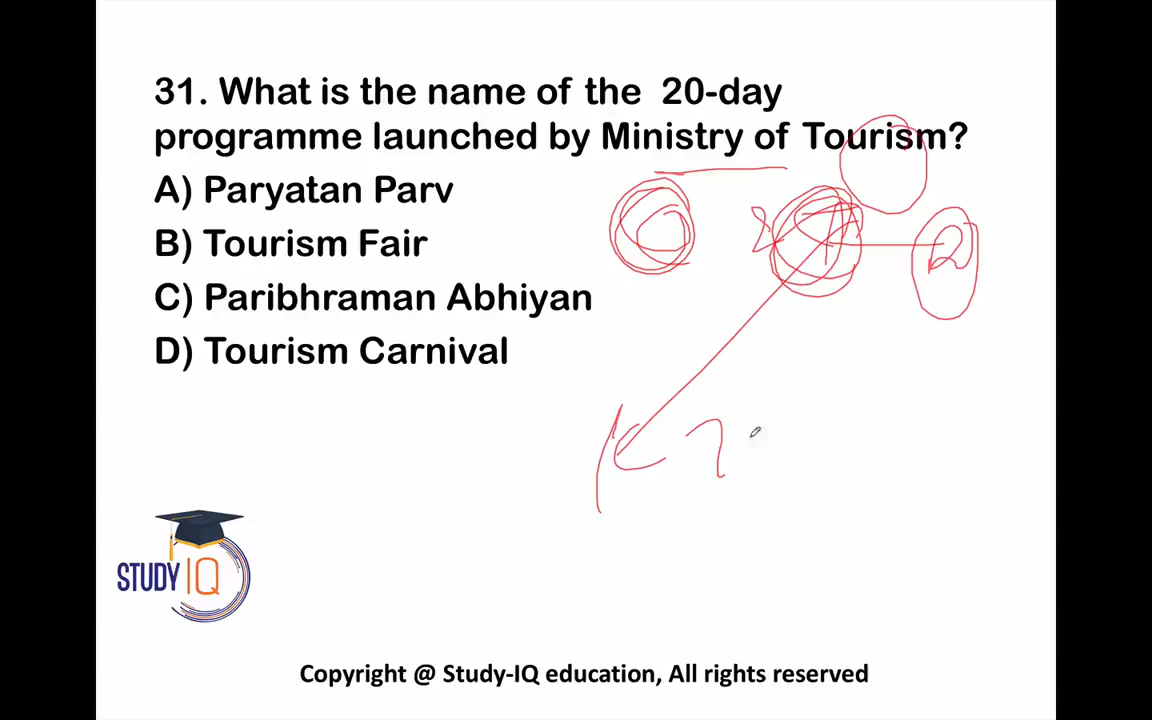 31. What is the name of the 20-day
programme launched by Ministry of Tourism?
A) Paryatan Parv
B) Tourism Fair
C) Paribhraman Abhiyan
D) Tourism Carnival
STUDY IQ
Copyright @ Study-IQ education, All rights reserved